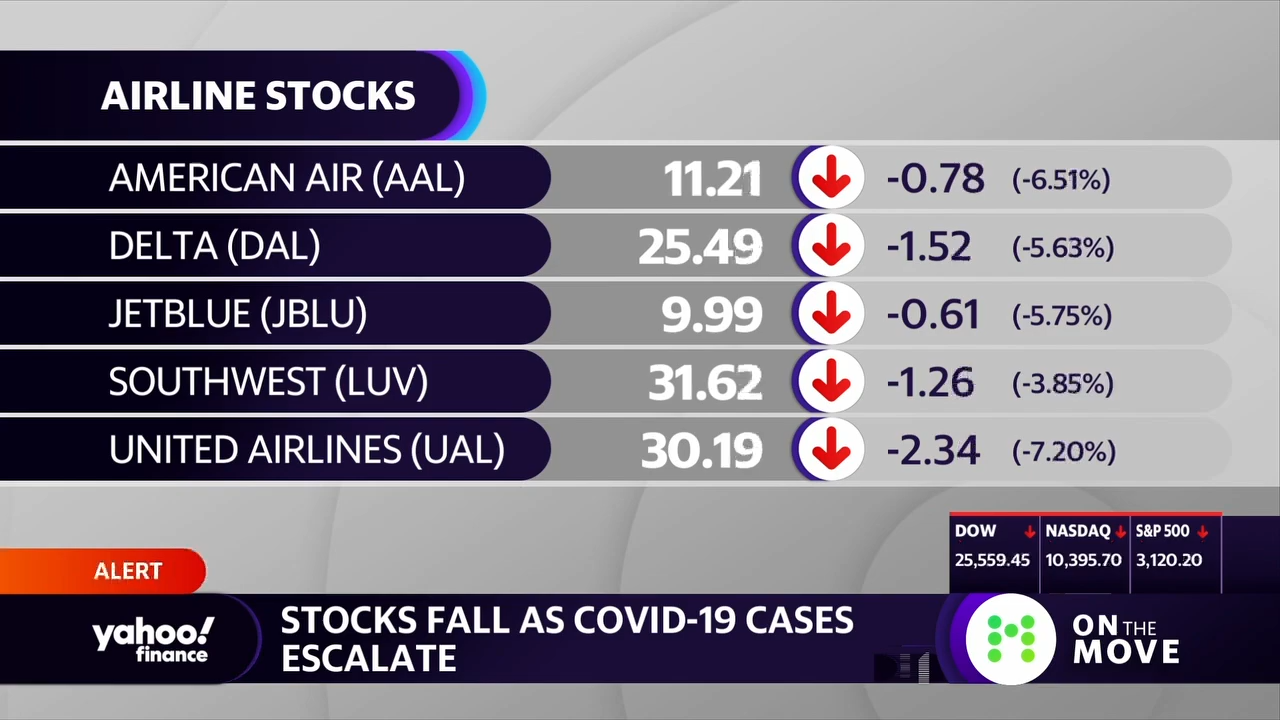 AIRLINE STOCKS
AMERICAN AIR (AAL) 11.21 -0.78 (-6.51%)
DELTA (DAL) 25.49 -1.52 (-5.63%)
JETBLUE (JBLU) 9.99 -0.61 (-5.75%)
SOUTHWEST (LUV) 31.62 -1.26 (-3.85%)
UNITED AIRLINES (UAL) 30.19 -2.34 (-7.20%)
DOW NASDAQ S&P 500
25,559.45 10,395.70 3,120.20
ALERT
yahoo!
finance
STOCKS FALL AS COVID-19 CASES
ESCALATE
ON THE
MOVE